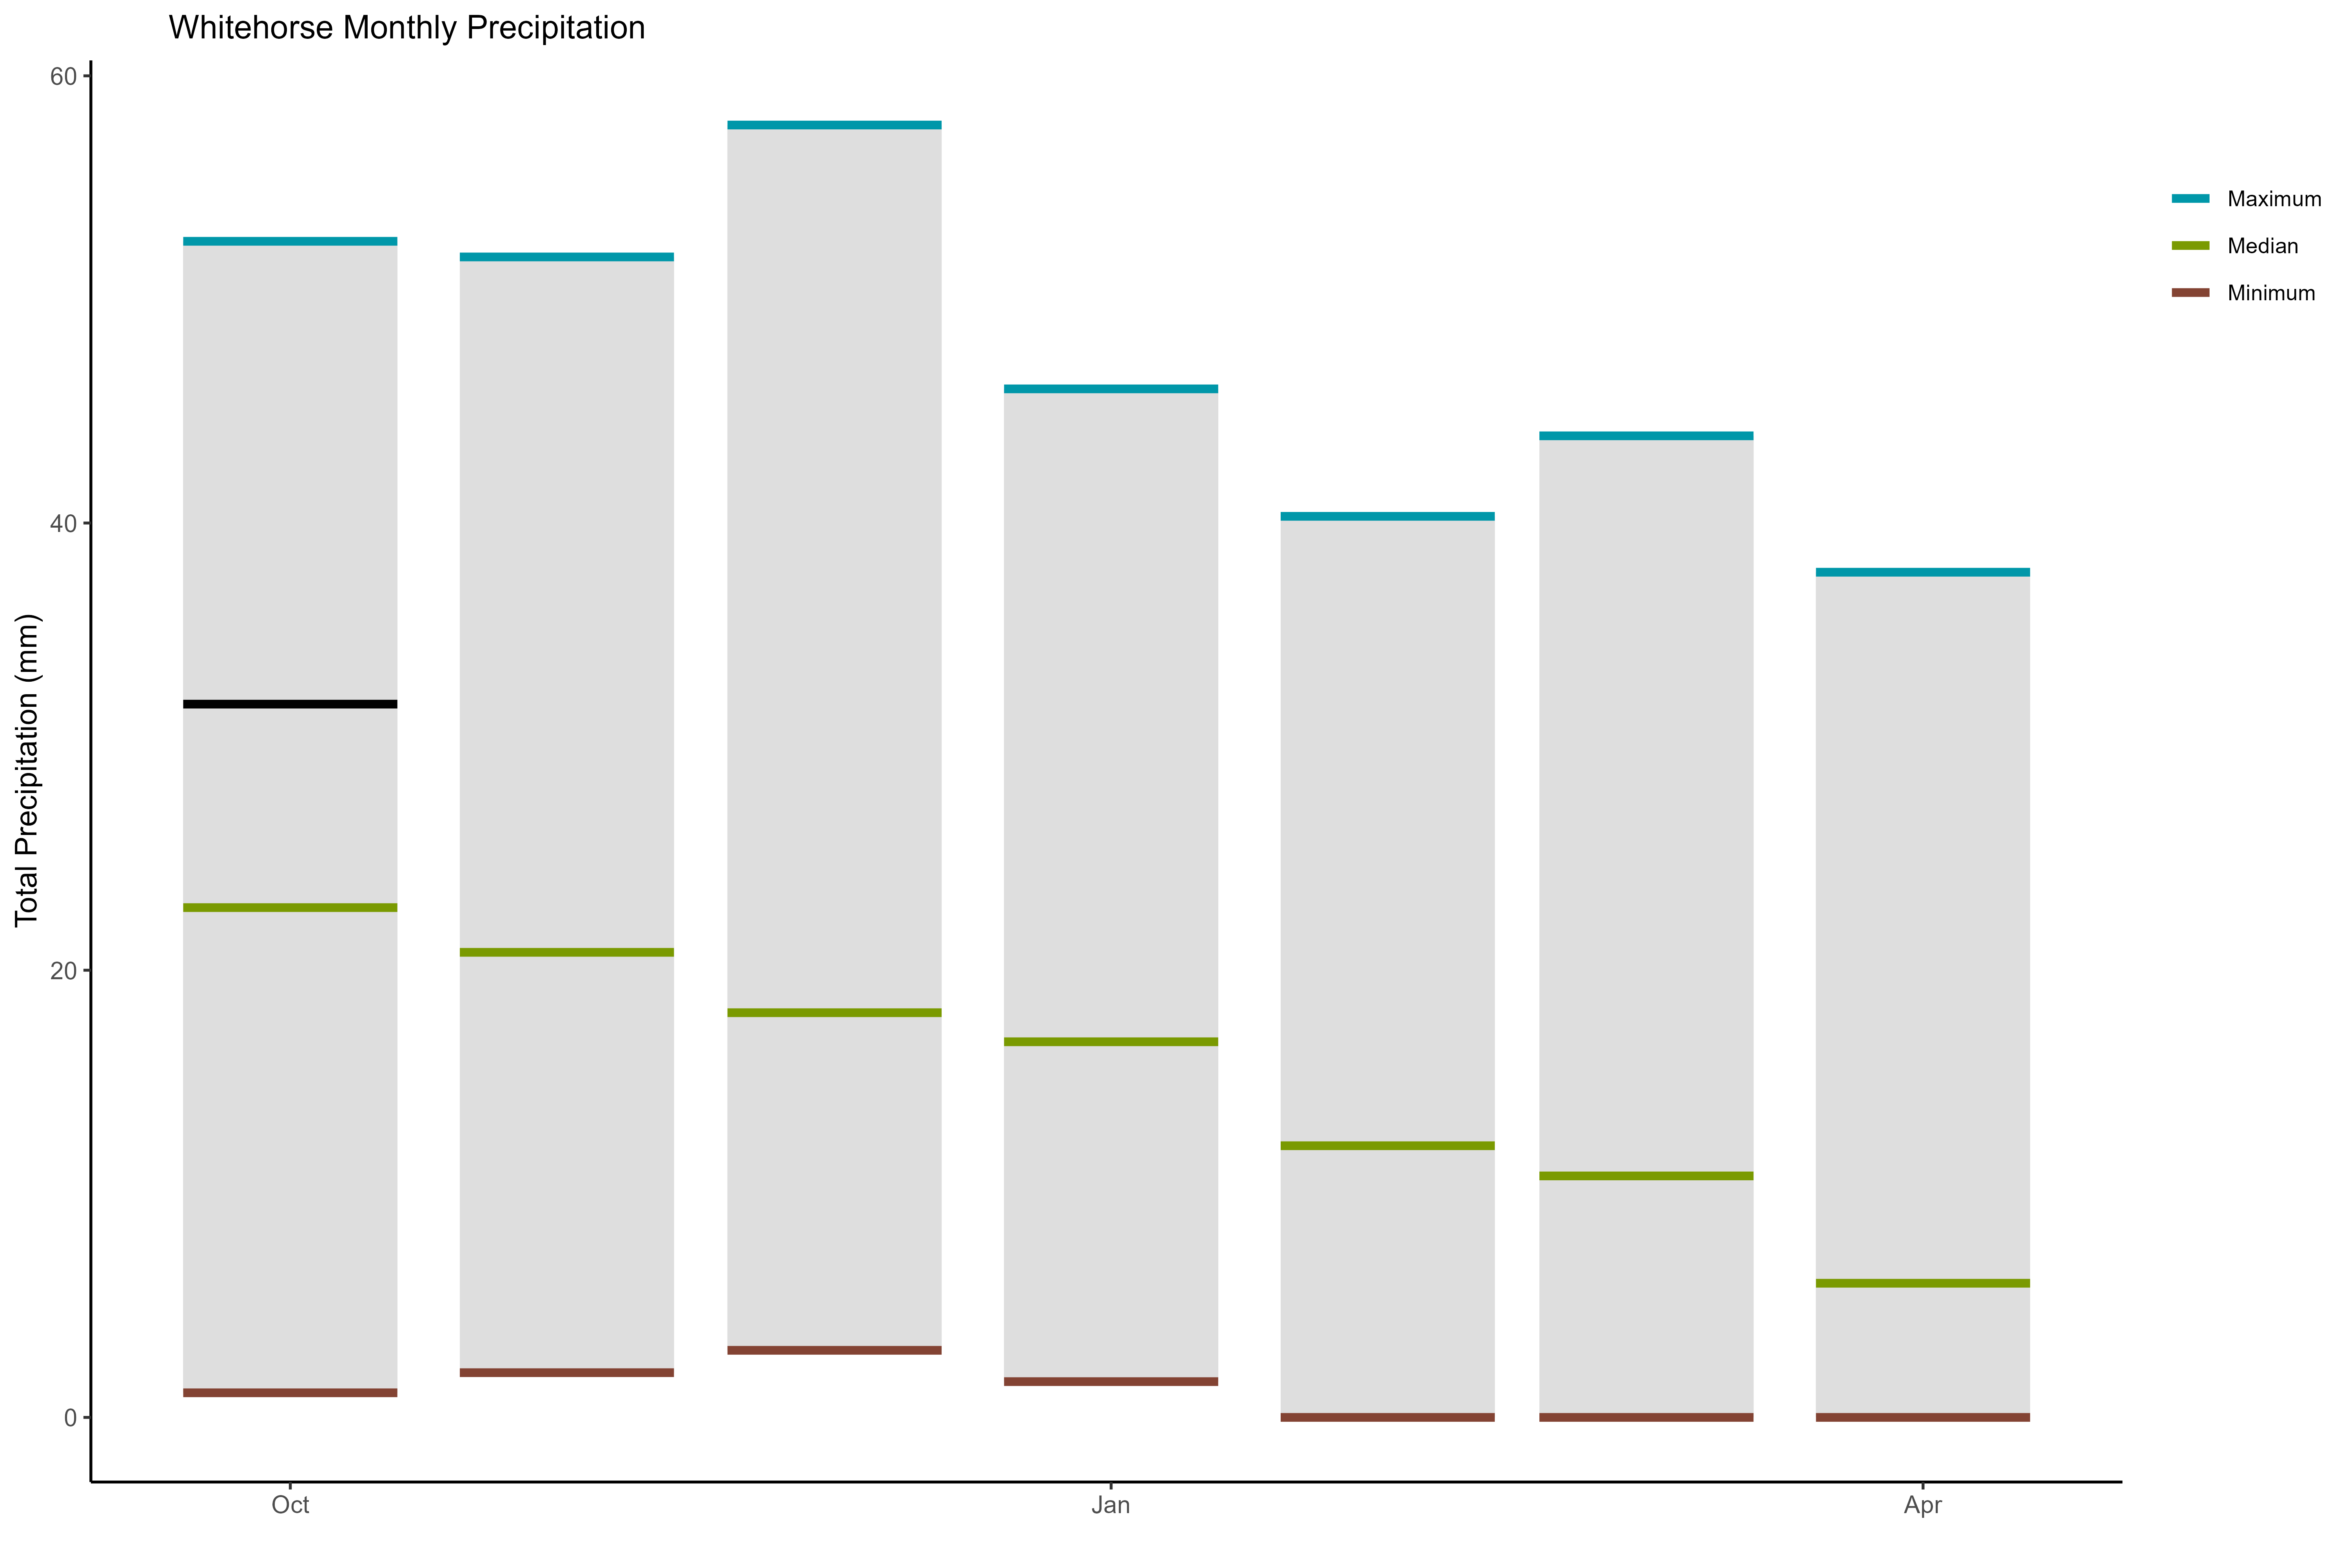 Whitehorse Monthly Precipitation
60
40
20
0
Total Precipitation (mm)
Oct
Jan
Apr
Maximum
Median
Minimum